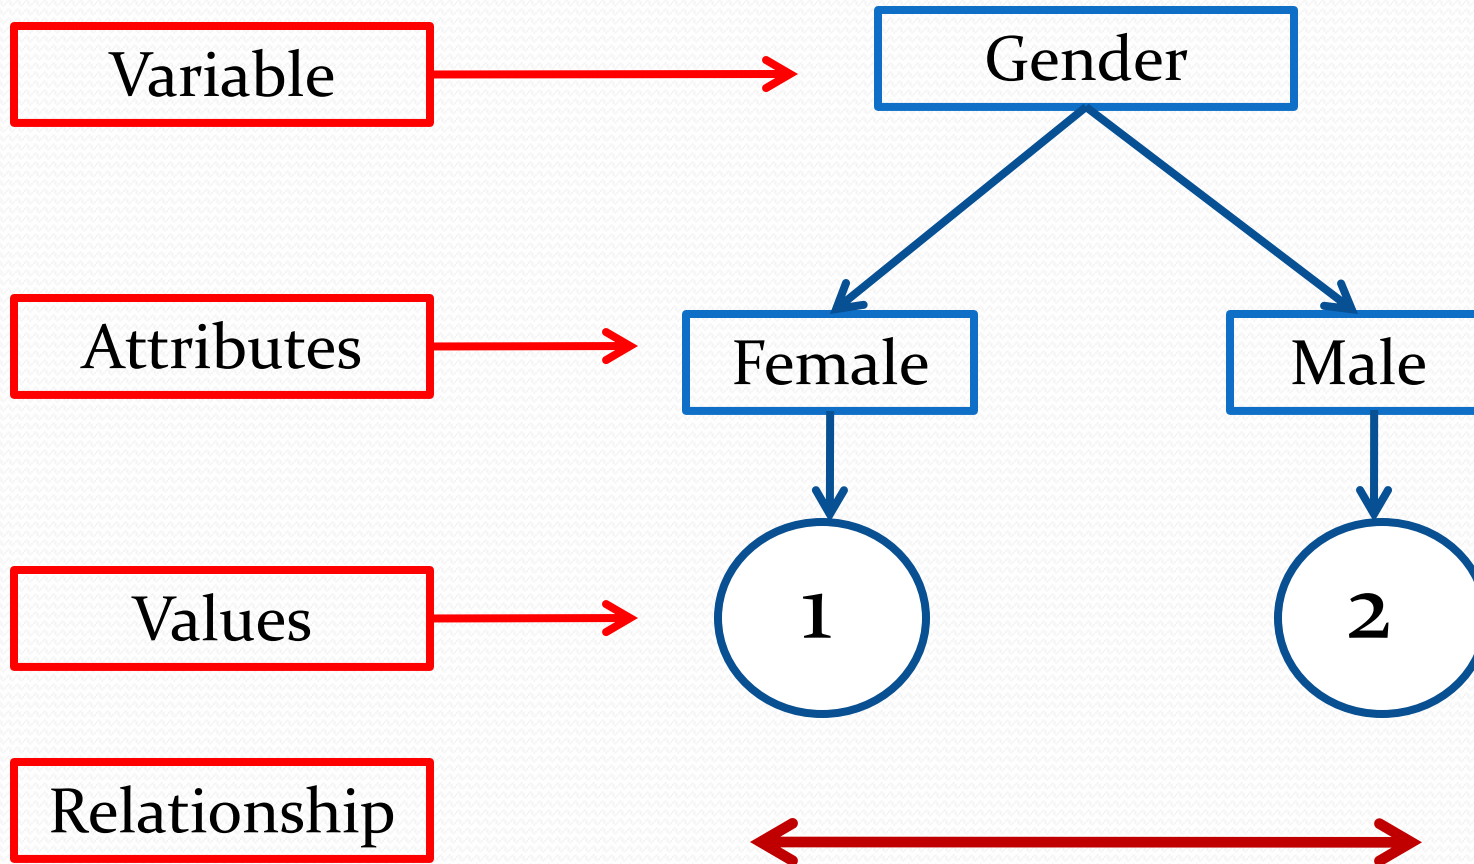 Variable
Gender
Attributes
Female
Male
Values
1
2
Relationship